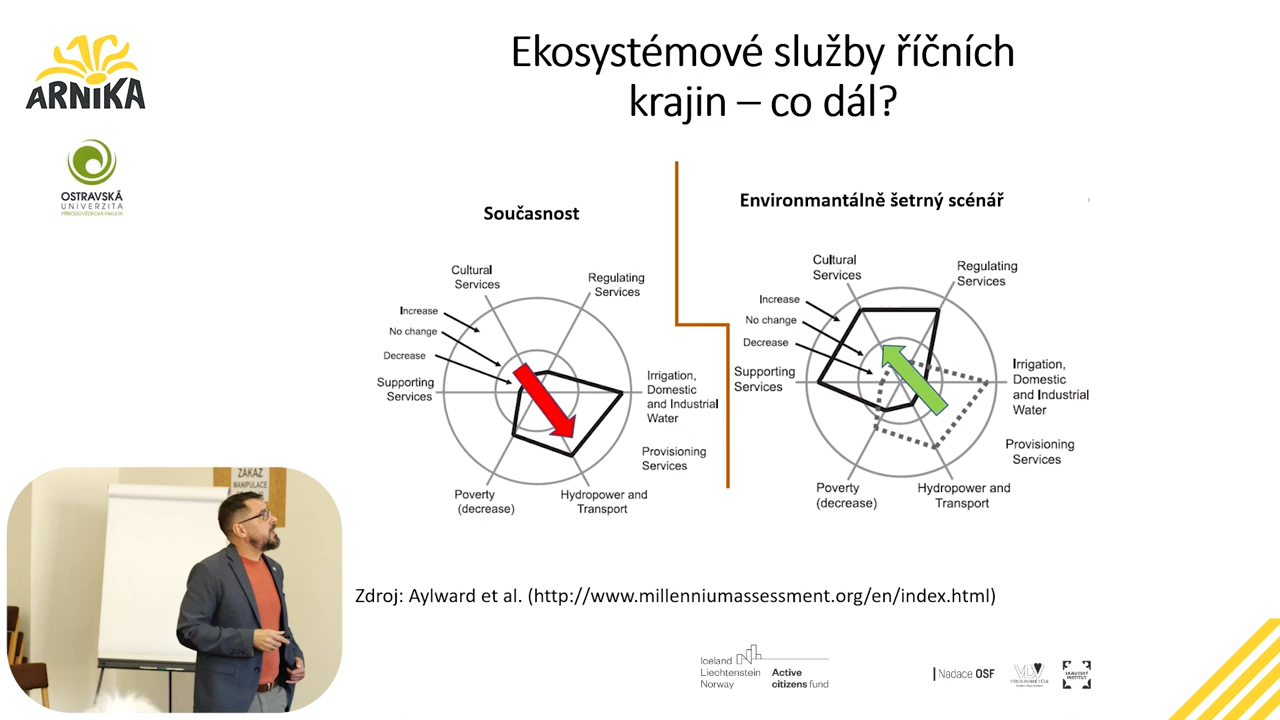 Ekosystémové služby říčních
krajin – co dál?
ARNIKA
OSTRAVSKÁ
UNIVERZITA
PŘÍRODOVĚDECKÁ FAKULTA
Současnost
Cultural
Services
Regulating
Services
Increase
No change
Decrease
Supporting
Services
Irrigation,
Domestic
and Industrial
Water
Provisioning
Services
Poverty
(decrease)
Hydropower and
Transport
Environmantálně šetrný scénář
Cultural
Services
Regulating
Services
Increase
No change
Decrease
Supporting
Services
Irrigation,
Domestic
and Industrial
Water
Provisioning
Services
Poverty
(decrease)
Hydropower and
Transport
ZÁKAZ
MANIPULACE
Zdroj: Aylward et al. (http://www.millenniumassessment.org/en/index.html)
Iceland
Liechtenstein
Norway
Active
citizens fund
Nadace OSF
SKAUTSKÝ
INSTITUT